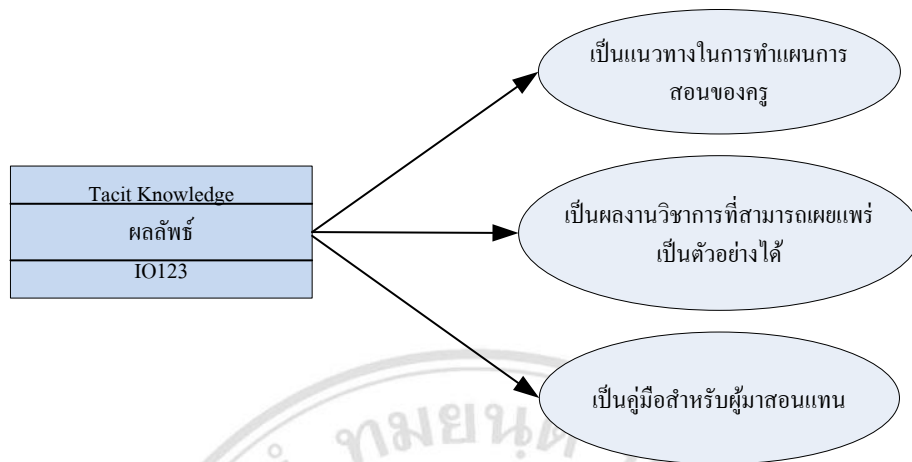 เป็นแนวทางในการทำแผนการ
สอนของครู
Tacit Knowledge
ผลลัพธ์
IO123
เป็นผลงานวิชาการที่สามารถเผยแพร่
เป็นตัวอย่างได้
เป็นคู่มือสำหรับผู้มาสอนแทน
ทมยนฺติ